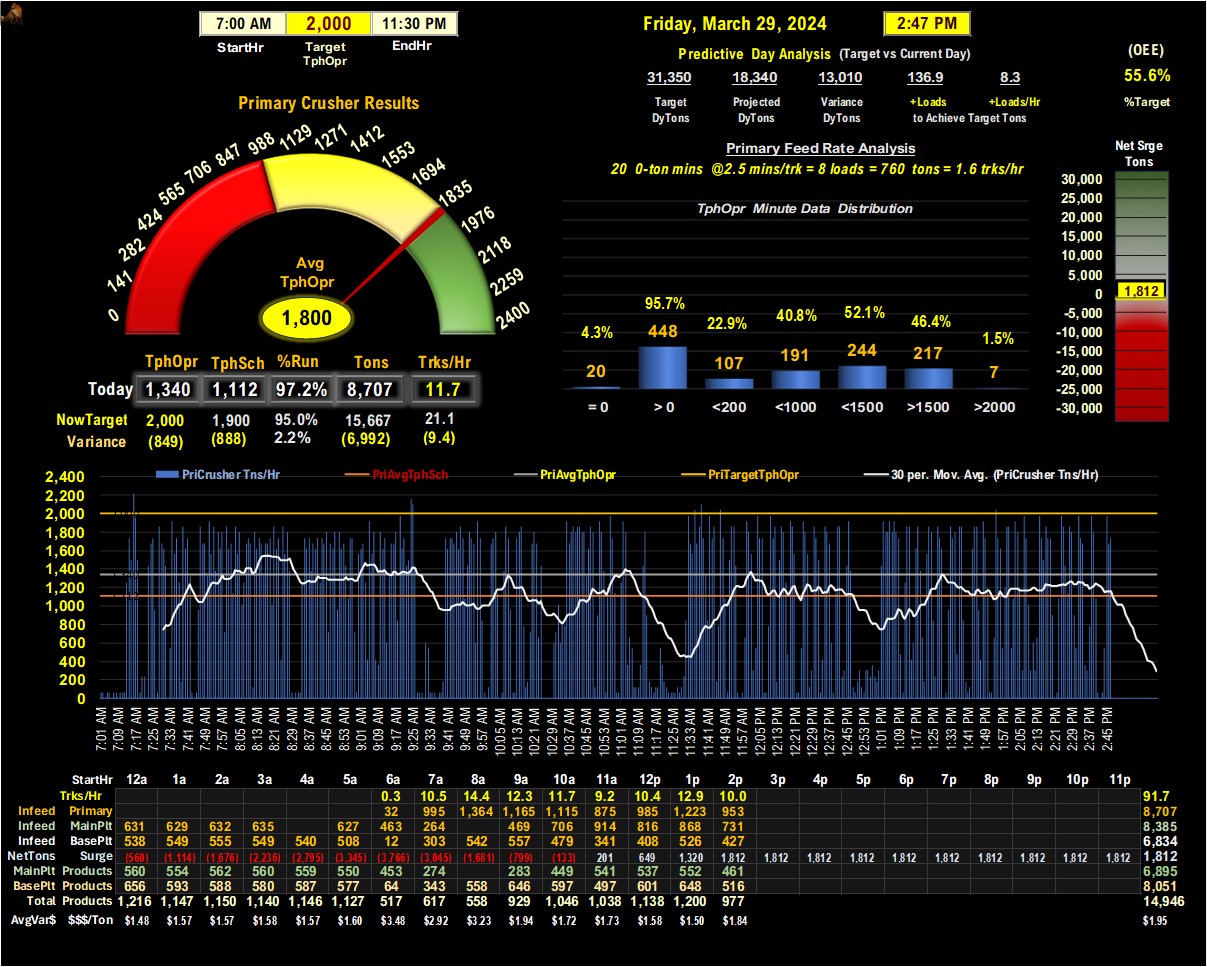 7:00 AM 2,000 11:30 PM
StartHr Target TphOpr EndHr
Friday, March 29, 2024 2:47 PM
Predictive Day Analysis (Target vs Current Day)
31,350 18,340 13,010 136.9 8.3
Target Projected Variance +Loads +Loads/Hr
DyTons DyTons DyTons to Achieve Target Tons
(OEE)
55.6%
%Target
Primary Crusher Results
0 141 282 424 565 706 847 988 1129 1271 1412 1553 1694 1835 1976 2118 2259 2400
Avg
TphOpr
1,800
TphOpr TphSch %Run Tons Trks/Hr
Today 1,340 1,112 97.2% 8,707 11.7
NowTarget 2,000 1,900 95.0% 15,667 21.1
Variance (849) (888) 2.2% (6,992) (9.4)
Primary Feed Rate Analysis
20 0-ton mins @2.5 mins/trk = 8 loads = 760 tons = 1.6 trks/hr
TphOpr Minute Data Distribution
4.3% 95.7% 22.9% 40.8% 52.1% 46.4% 1.5%
20 448 107 191 244 217 7
= 0 > 0 <200 <1000 <1500 >1500 >2000
Net Srge
Tons
30,000
25,000
20,000
15,000
10,000
5,000
0
-5,000
-10,000
-15,000
-20,000
-25,000
-30,000
1,812
PriCrusher Tns/Hr PriAvgTphSch PriAvgTphOpr PriTargetTphOpr 30 per. Mov. Avg. (PriCrusher Tns/Hr)
2,400
2,200
2,000
1,800
1,600
1,400
1,200
1,000
800
600
400
200
0
7:01 AM 7:09 AM 7:17 AM 7:25 AM 7:33 AM 7:41 AM 7:49 AM 7:57 AM 8:05 AM 8:13 AM 8:21 AM 8:29 AM 8:37 AM 8:45 AM 8:53 AM 9:01 AM 9:09 AM 9:17 AM 9:25 AM 9:33 AM 9:41 AM 9:49 AM 9:57 AM 10:05 AM 10:13 AM 10:21 AM 10:29 AM 10:37 AM 10:45 AM 10:53 AM 11:01 AM 11:09 AM 11:17 AM 11:25 AM 11:33 AM 11:41 AM 11:49 AM 11:57 AM 12:05 PM 12:13 PM 12:21 PM 12:29 PM 12:37 PM 12:45 PM 12:53 PM 1:01 PM 1:09 PM 1:17 PM 1:25 PM 1:33 PM 1:41 PM 1:49 PM 1:57 PM 2:05 PM 2:13 PM 2:21 PM 2:29 PM 2:37 PM 2:45 PM
StartHr 12a 1a 2a 3a 4a 5a 6a 7a 8a 9a 10a 11a 12p 1p 2p 3p 4p 5p 6p 7p 8p 9p 10p 11p
Trks/Hr 0.3 10.5 14.4 12.3 11.7 9.2 10.4 12.9 10.0 91.7
Infeed Primary 32 995 1,364 1,165 1,115 875 985 1,223 953 8,707
Infeed MainPlt 631 629 632 635 627 463 264 469 706 914 816 868 731 8,385
Infeed BasePlt 538 549 555 549 540 508 12 303 542 557 479 341 408 526 427 6,834
NetTons Surge (560) (1,114) (1,676) (2,236) (2,795) (3,345) (3,766) (3,045) (1,681) (799) (133) 201 649 1,320 1,812 1,812 1,812 1,812 1,812 1,812 1,812 1,812 1,812 1,812 1,812
MainPlt Products 560 554 562 560 559 550 453 274 283 449 541 537 552 461 6,895
BasePlt Products 656 593 588 580 587 577 64 343 558 646 597 497 601 648 516 8,051
Total Products 1,216 1,147 1,150 1,140 1,146 1,127 517 617 558 929 1,046 1,038 1,138 1,200 977 14,946
AvgVar$ $$$/Ton $1.48 $1.57 $1.57 $1.58 $1.57 $1.60 $3.48 $2.92 $3.23 $1.94 $1.72 $1.73 $1.58 $1.50 $1.84 $1.95